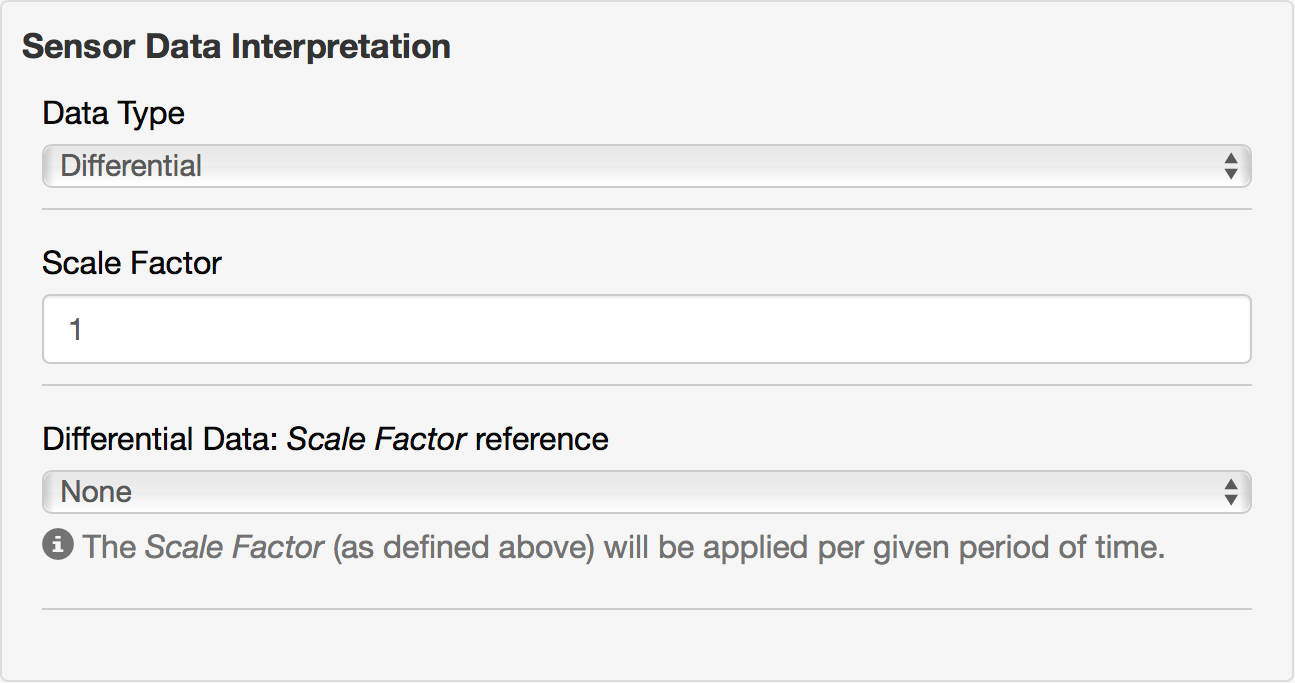 Sensor Data Interpretation
Data Type
Differential
Scale Factor
1
Differential Data: Scale Factor reference
None
The Scale Factor (as defined above) will be applied per given period of time.